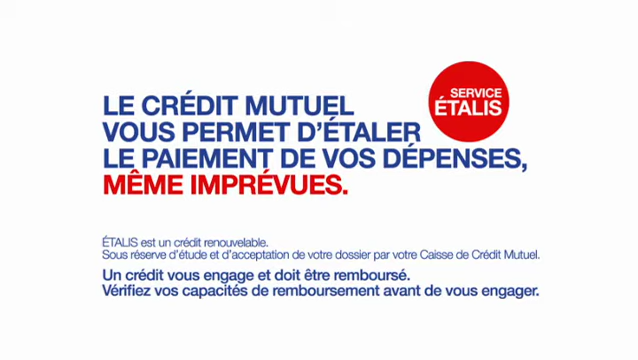 LE CRÉDIT MUTUEL
VOUS PERMET D'ÉTALER
LE PAIEMENT DE VOS DÉPENSES,
MÊME IMPRÉVUES.
SERVICE
ÉTALIS
ÉTALIS est un crédit renouvelable.
Sous réserve d'étude et d'acceptation de votre dossier par votre Caisse de Crédit Mutuel.
Un crédit vous engage et doit être remboursé.
Vérifiez vos capacités de remboursement avant de vous engager.